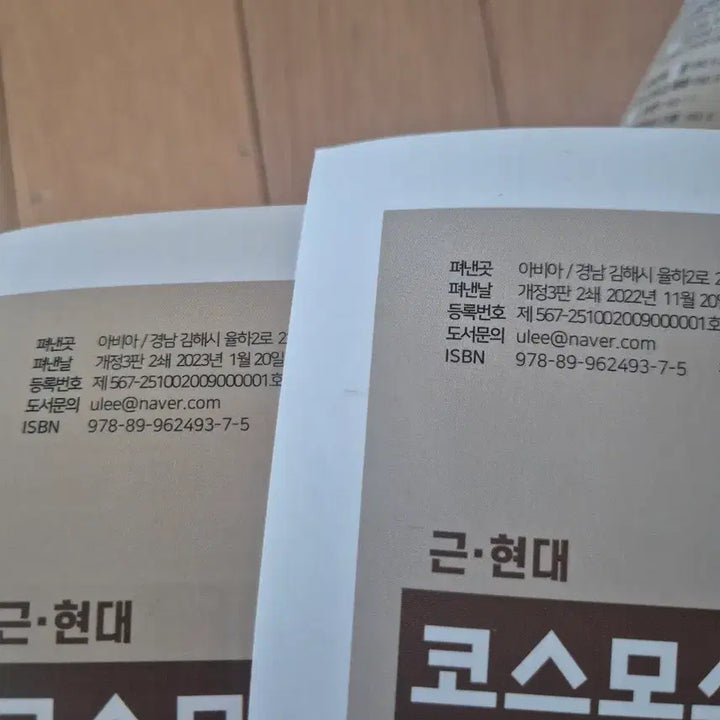 펴낸곳 아비아 / 경남 김해시 율하2로
펴낸날 개정3판 2쇄 2023년 1월 20일
등록번호 제 567-251002009000001호
도서문의 ulee@naver.com
ISBN 978-89-962493-7-5
근·현대
펴낸곳 아비아 / 경남 김해시 율하2로
펴낸날 개정3판 2쇄 2022년 11월 20일
등록번호 제 567-251002009000001호
도서문의 ulee@naver.com
ISBN 978-89-962493-7-5
근·현대
코스모스